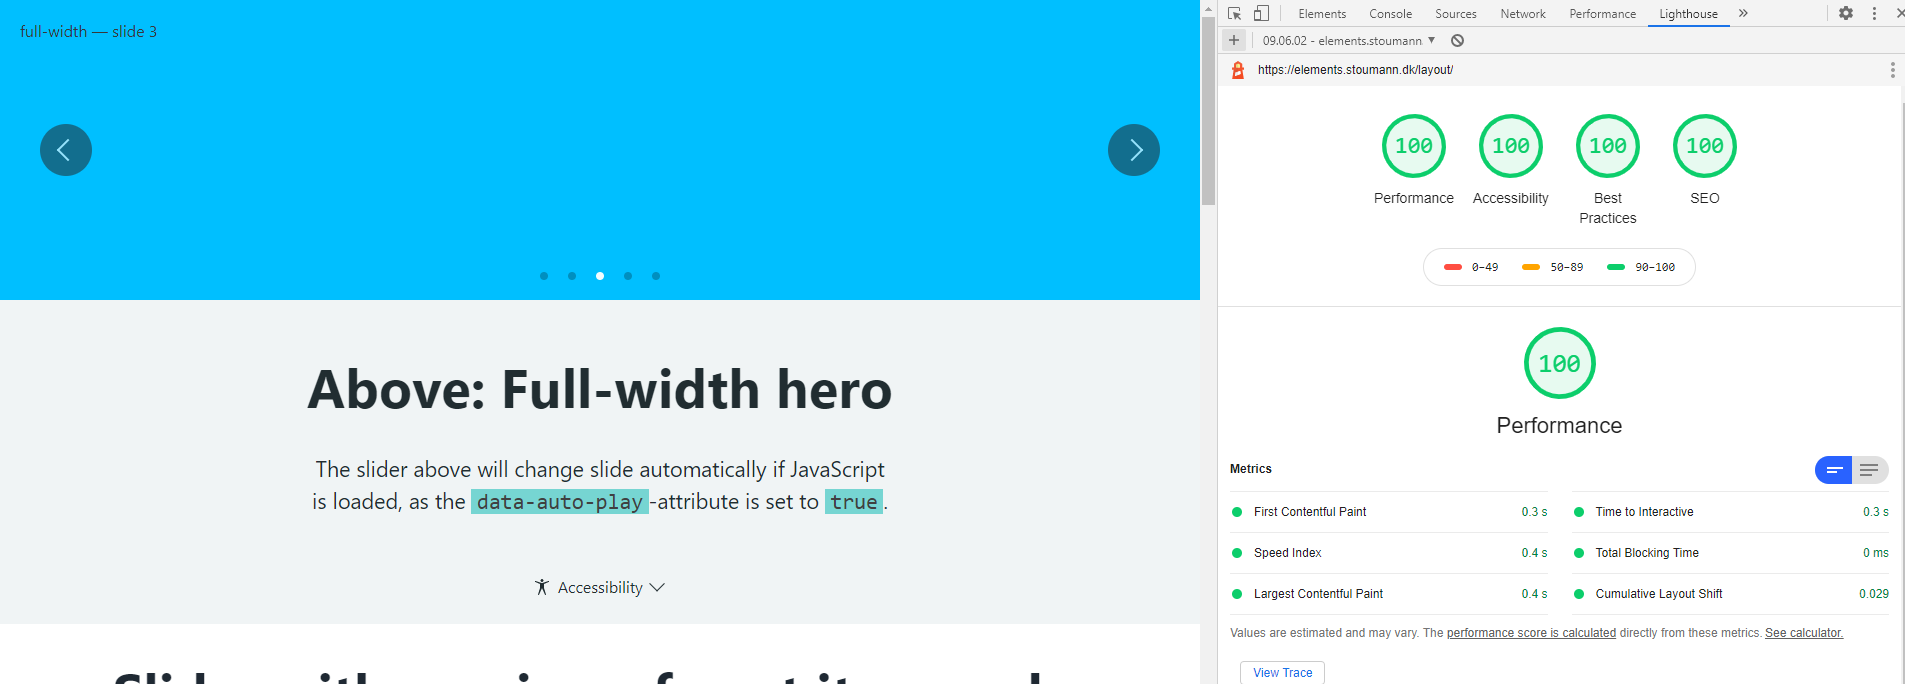 full-width — slide 3
Above: Full-width hero
The slider above will change slide automatically if JavaScript
is loaded, as the data-auto-play-attribute is set to true.
Accessibility
Elements Console Sources Network Performance Lighthouse »
+ 09.06.02 - elements.stoumann ▼
https://elements.stoumann.dk/layout/
100 100 100 100
Performance Accessibility Best Practices SEO
0–49 50–89 90–100
100
Performance
Metrics
First Contentful Paint 0.3 s
Time to Interactive 0.3 s
Speed Index 0.4 s
Total Blocking Time 0 ms
Largest Contentful Paint 0.4 s
Cumulative Layout Shift 0.029
Values are estimated and may vary. The performance score is calculated directly from these metrics. See calculator.
View Trace